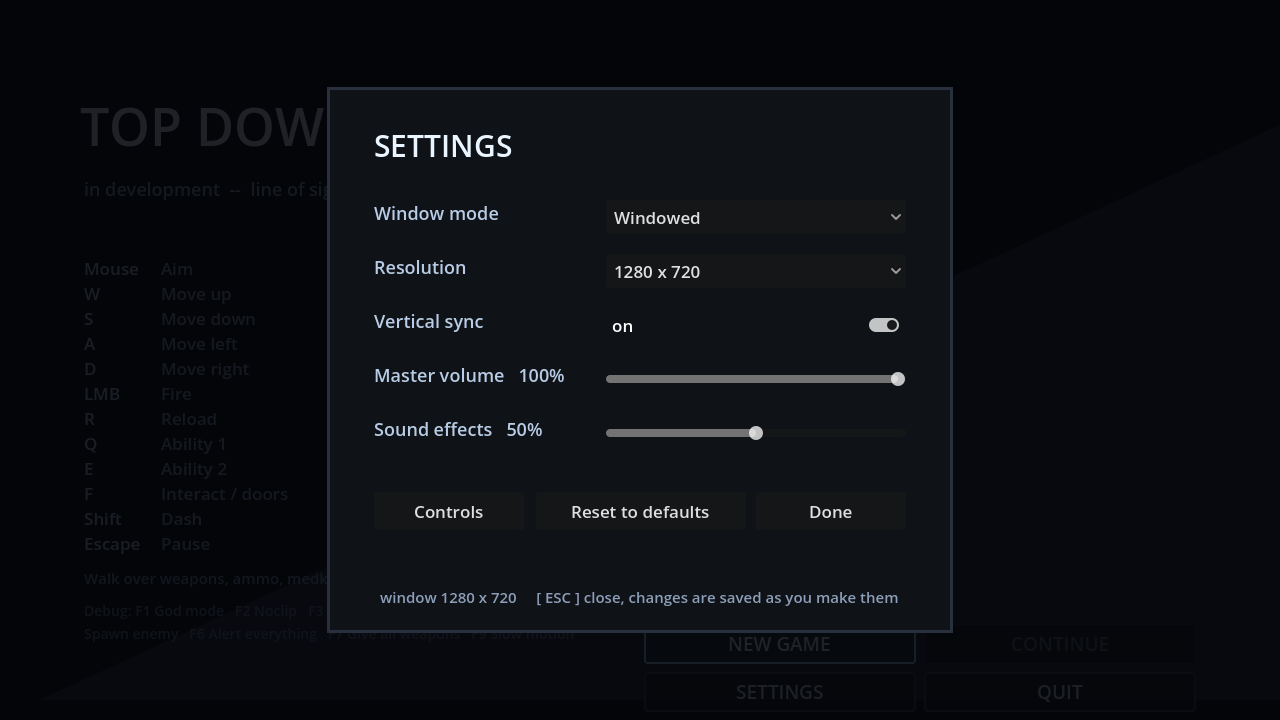 TOP DOW
in development -- line of sig
Mouse Aim
W Move up
S Move down
A Move left
D Move right
LMB Fire
R Reload
Q Ability 1
E Ability 2
F Interact / doors
Shift Dash
Escape Pause
Walk over weapons, ammo, medk
Debug: F1 God mode F2 Noclip F3
Spawn enemy F6 Alert everything F7 Give all weapons F9 Slow motion
SETTINGS
Window mode Windowed
Resolution 1280 x 720
Vertical sync on
Master volume 100%
Sound effects 50%
Controls Reset to defaults Done
window 1280 x 720 [ ESC ] close, changes are saved as you make them
NEW GAME CONTINUE
SETTINGS QUIT